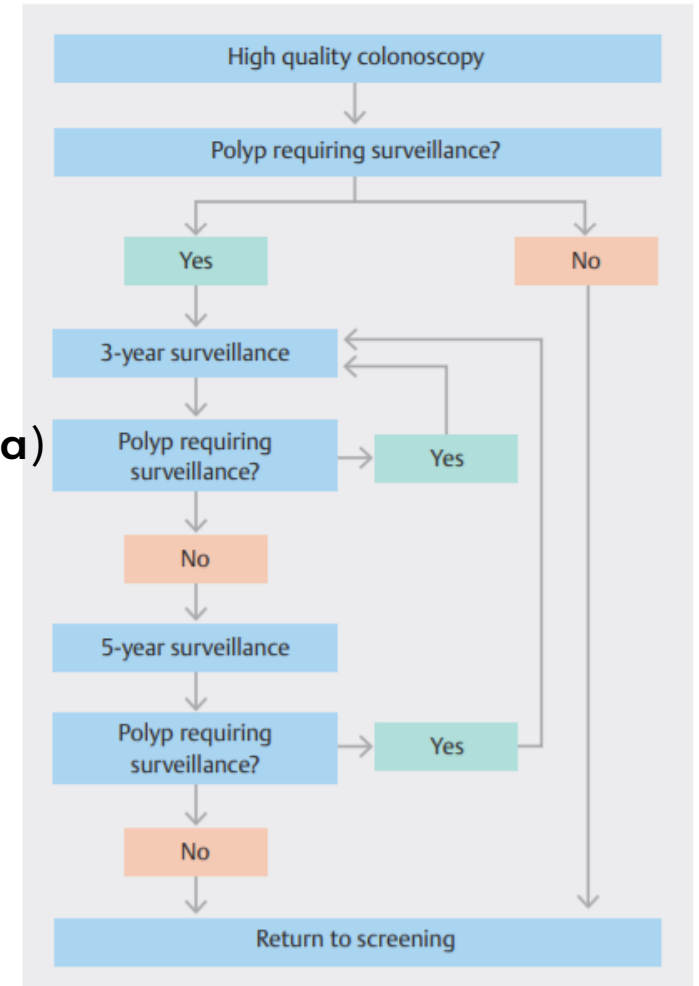 High quality colonoscopy
Polyp requiring surveillance?
Yes
No
3-year surveillance
a)
Polyp requiring
surveillance?
Yes
No
5-year surveillance
Polyp requiring
surveillance?
Yes
No
Return to screening